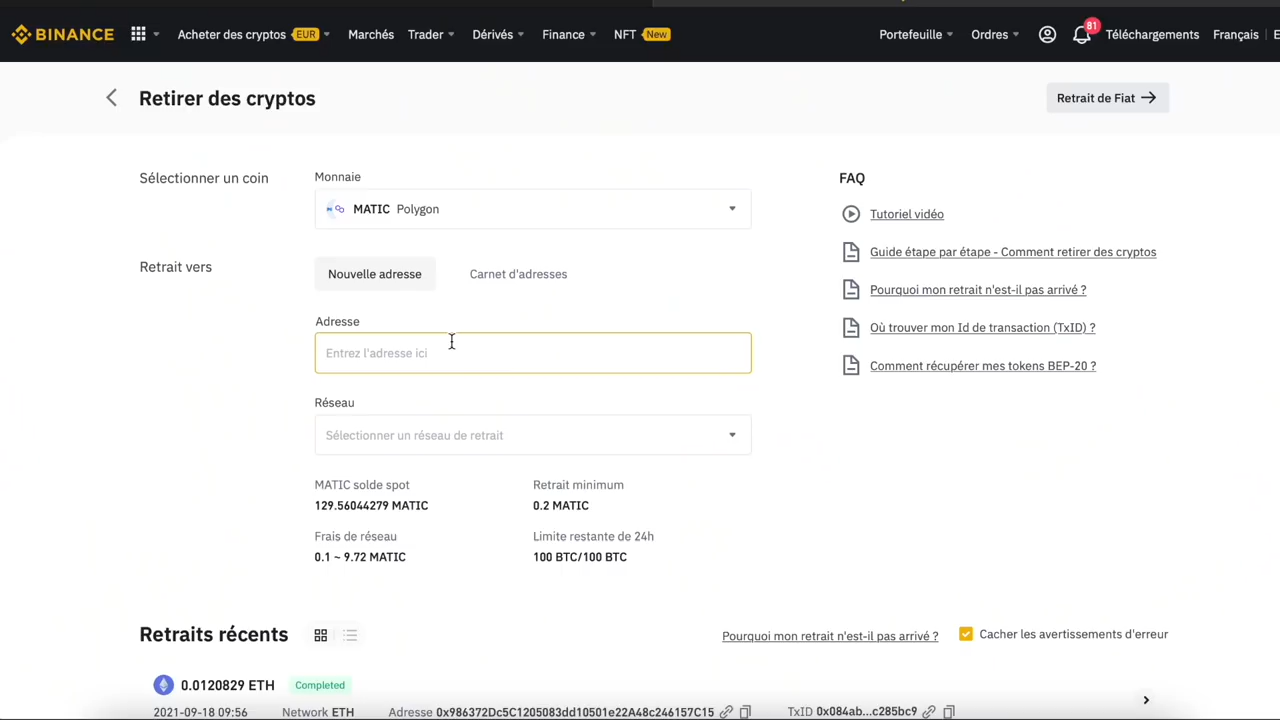 BINANCE Acheter des cryptos EUR Marchés Trader Dérivés Finance NFT New Portefeuille Ordres 81 Téléchargements Français
Retirer des cryptos
Retrait de Fiat
Sélectionner un coin
Monnaie
MATIC Polygon
Retrait vers
Nouvelle adresse Carnet d'adresses
Adresse
Entrez l'adresse ici
Réseau
Sélectionner un réseau de retrait
MATIC solde spot Retrait minimum
129.56044279 MATIC 0.2 MATIC
Frais de réseau Limite restante de 24h
0.1 ~ 9.72 MATIC 100 BTC/100 BTC
FAQ
Tutoriel vidéo
Guide étape par étape - Comment retirer des cryptos
Pourquoi mon retrait n'est-il pas arrivé ?
Où trouver mon Id de transaction (TxID) ?
Comment récupérer mes tokens BEP-20 ?
Retraits récents Pourquoi mon retrait n'est-il pas arrivé ? Cacher les avertissements d'erreur
0.0120829 ETH Completed
2021-09-18 09:56 Network ETH Adresse 0x986372Dc5C1205083dd10501e22A48c246157C15 TxID 0x084ab...c285bc9